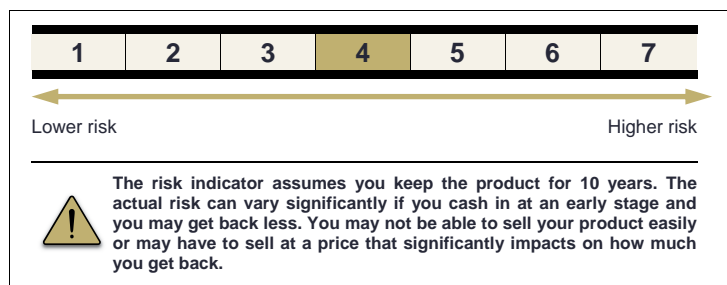 1 2 3 4 5 6 7
Lower risk Higher risk
The risk indicator assumes you keep the product for 10 years. The
actual risk can vary significantly if you cash in at an early stage and
you may get back less. You may not be able to sell your product easily
or may have to sell at a price that significantly impacts on how much
you get back.